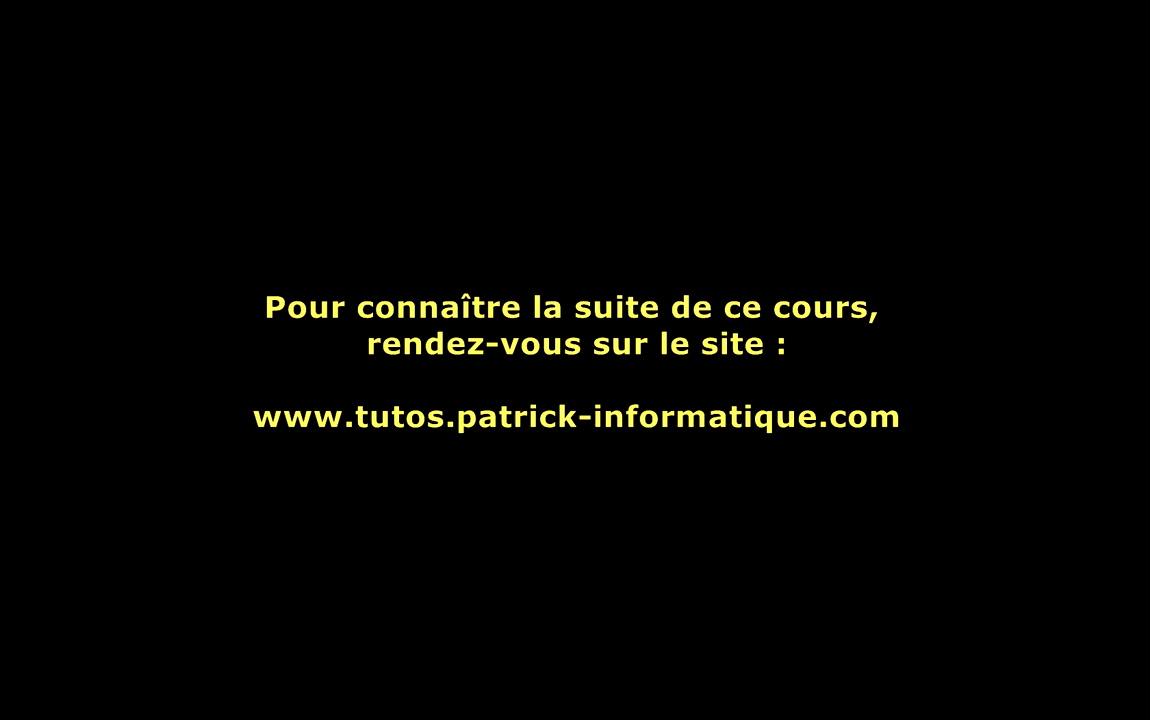 Pour connaître la suite de ce cours,
rendez-vous sur le site :
www.tutos.patrick-informatique.com